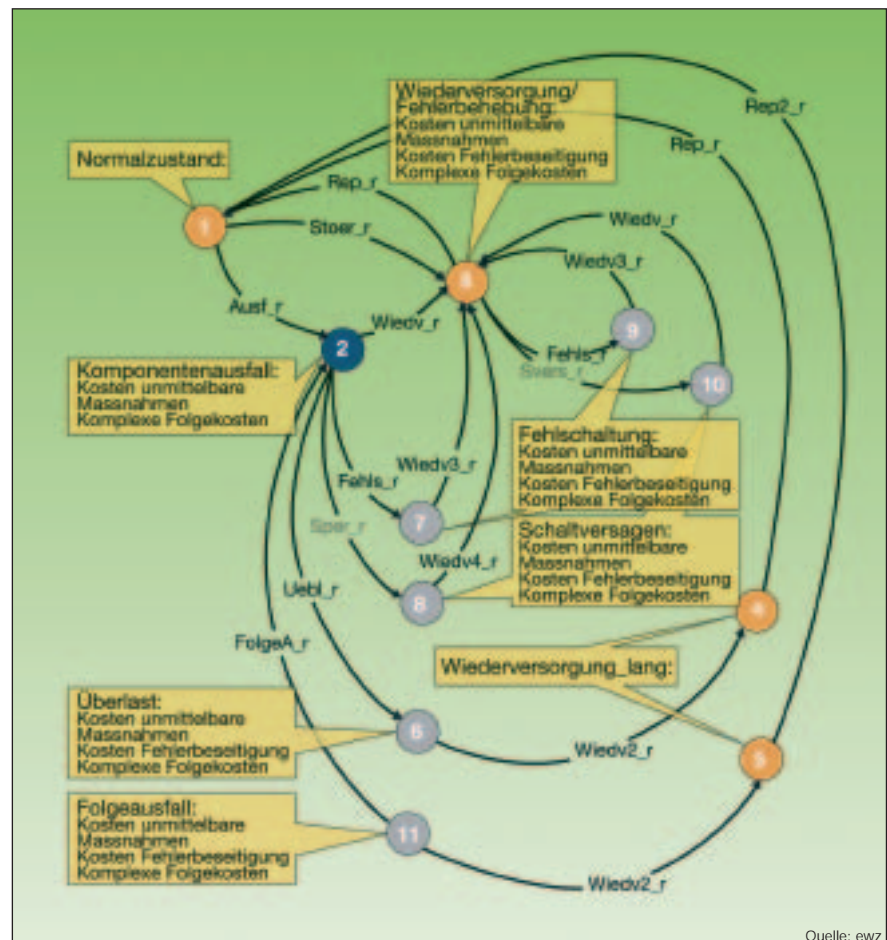 Wiederversorgung/
Fehlerbehebung:
Kosten unmittelbare
Massnahmen
Kosten Fehlerbeseitigung
Komplexe Folgekosten
Rep2_r
Rep_r
Normalzustand:
Rep_r
1
Stoer_r
Wiedv_r
Wiedv3_r
Ausf_r
Wiedv_r
2
9
Fehls_r
Svers_r
10
Komponentenausfall:
Kosten unmittelbare
Massnahmen
Komplexe Folgekosten
Fehlschaltung:
Kosten unmittelbare
Massnahmen
Kosten Fehlerbeseitigung
Komplexe Folgekosten
Wiedv3_r
Fehls_r
7
Sper_r
Schaltversagen:
Kosten unmittelbare
Massnahmen
Kosten Fehlerbeseitigung
Komplexe Folgekosten
Wiedv4_r
Uebl_r
8
4
FolgeA_r
Wiederversorgung_lang:
Überlast:
Kosten unmittelbare
Massnahmen
Kosten Fehlerbeseitigung
Komplexe Folgekosten
6
Wiedv2_r
5
Folgeausfall:
Kosten unmittelbare
Massnahmen
Kosten Fehlerbeseitigung
Komplexe Folgekosten
11
Wiedv2_r
Quelle: ewz